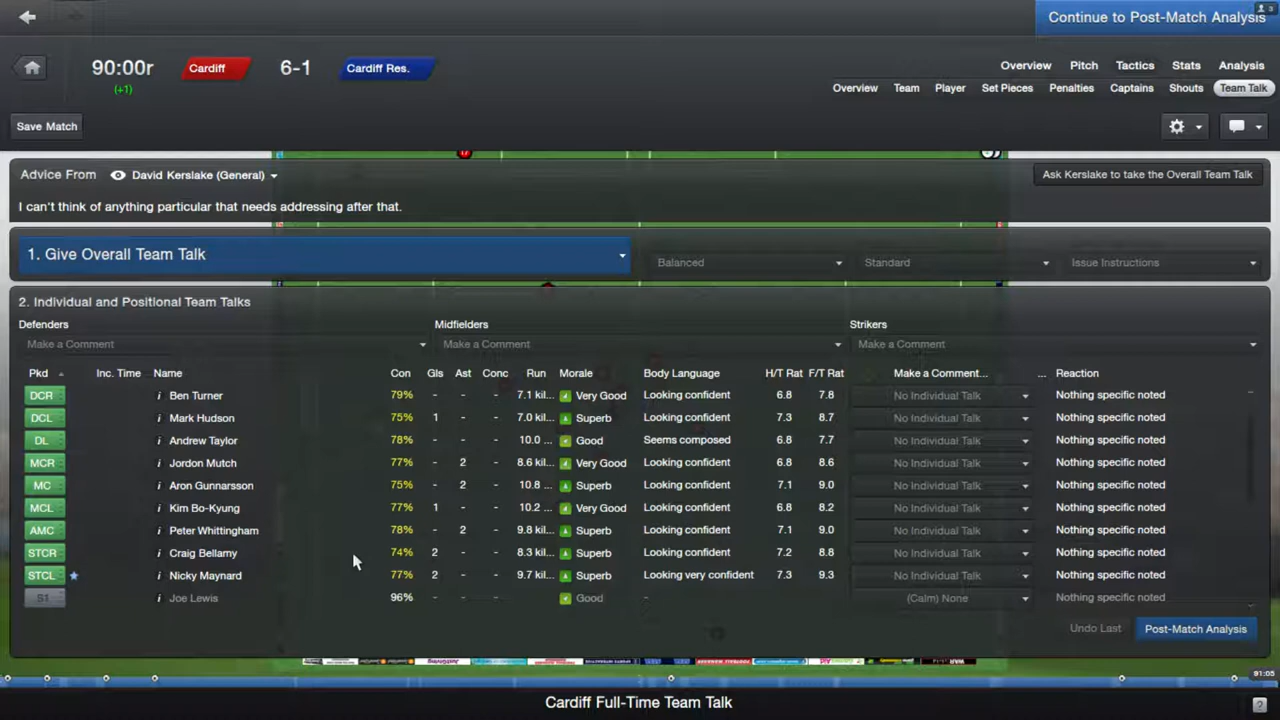 3
Continue to Post-Match Analysis
90:00r Cardiff 6-1 Cardiff Res.
(+1)
Overview Pitch Tactics Stats Analysis
Overview Team Player Set Pieces Penalties Captains Shouts Team Talk
Save Match
Advice From David Kerslake (General) Ask Kerslake to take the Overall Team Talk
I can't think of anything particular that needs addressing after that.
1. Give Overall Team Talk Balanced Standard Issue Instructions
2. Individual and Positional Team Talks
Defenders Midfielders Strikers
Make a Comment Make a Comment Make a Comment
Pkd Inc. Time Name Con Gls Ast Conc Run Morale Body Language H/T Rat F/T Rat Make a Comment... ... Reaction
DCR i Ben Turner 79% - - - 7.1 kil... Very Good Looking confident 6.8 7.8 No Individual Talk Nothing specific noted
DCL i Mark Hudson 75% 1 - - 7.0 kil... Superb Looking confident 7.3 8.7 No Individual Talk Nothing specific noted
DL i Andrew Taylor 78% - - - 10.0 ... Good Seems composed 6.8 7.7 No Individual Talk Nothing specific noted
MCR i Jordon Mutch 77% - 2 - 8.6 kil... Very Good Looking confident 6.8 8.6 No Individual Talk Nothing specific noted
MC i Aron Gunnarsson 75% - 2 - 10.8 ... Superb Looking confident 7.1 9.0 No Individual Talk Nothing specific noted
MCL i Kim Bo-Kyung 77% 1 - - 10.2 ... Very Good Looking confident 6.8 8.2 No Individual Talk Nothing specific noted
AMC i Peter Whittingham 78% - 2 - 9.8 kil... Superb Looking confident 7.1 9.0 No Individual Talk Nothing specific noted
STCR i Craig Bellamy 74% 2 - - 8.3 kil... Superb Looking confident 7.2 8.8 No Individual Talk Nothing specific noted
STCL i Nicky Maynard 77% 2 - - 9.7 kil... Superb Looking very confident 7.3 9.3 No Individual Talk Nothing specific noted
S1 i Joe Lewis 96% - - - - Good - - - (Calm) None Nothing specific noted
Undo Last Post-Match Analysis
91:05
Cardiff Full-Time Team Talk
?